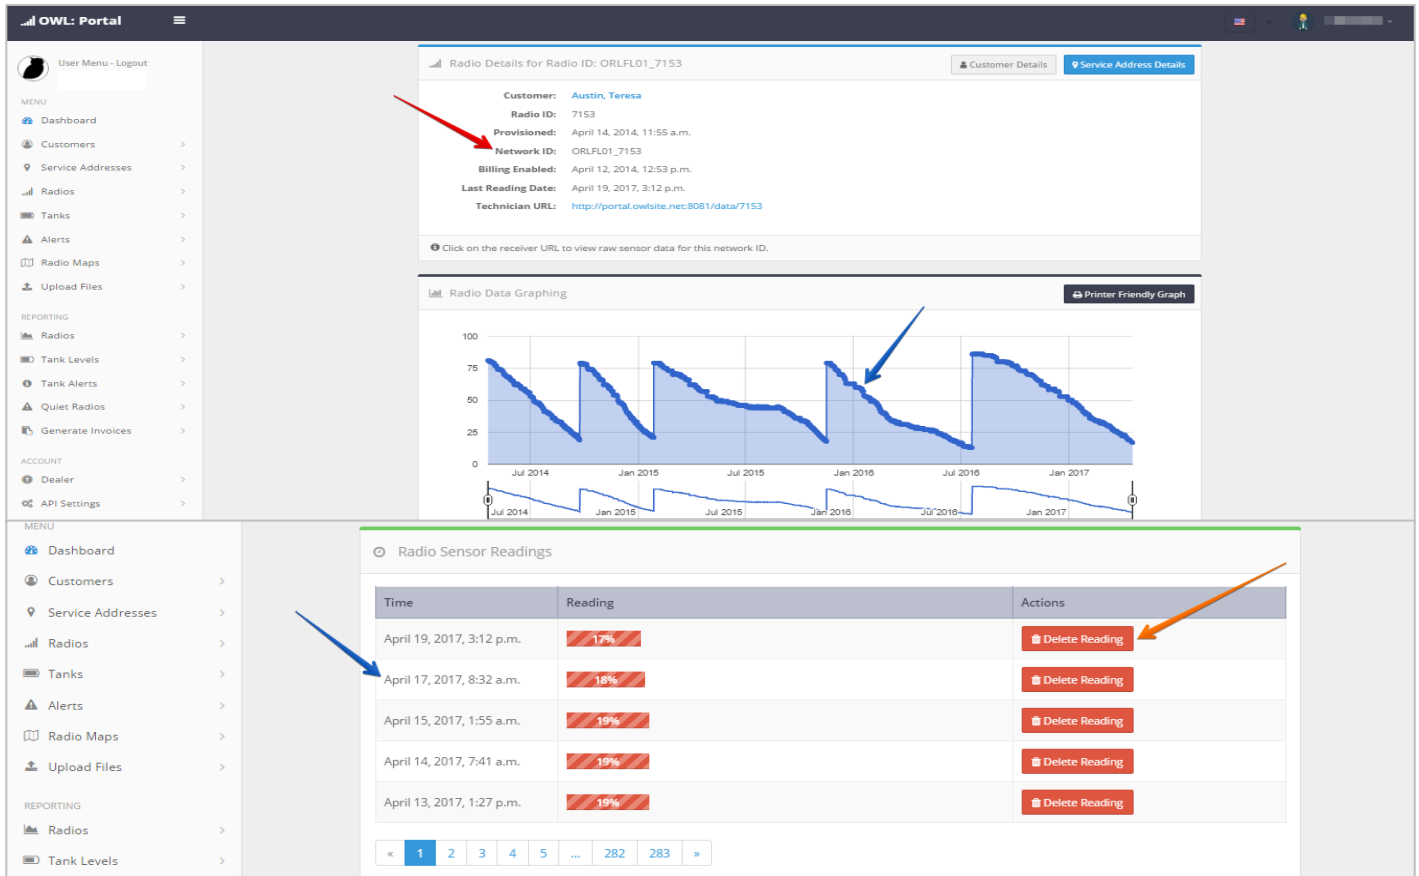 OWL: Portal
User Menu - Logout
MENU
Dashboard
Customers
Service Addresses
Radios
Tanks
Alerts
Radio Maps
Upload Files
REPORTING
Radios
Tank Levels
Tank Alerts
Quiet Radios
Generate Invoices
ACCOUNT
Dealer
API Settings
Radio Details for Radio ID: ORLFL01_7153
Customer Details
Service Address Details
Customer: Austin, Teresa
Radio ID: 7153
Provisioned: April 14, 2014, 11:55 a.m.
Network ID: ORLFL01_7153
Billing Enabled: April 12, 2014, 12:53 p.m.
Last Reading Date: April 19, 2017, 3:12 p.m.
Technician URL: http://portal.owlsite.net:8081/data/7153
Click on the receiver URL to view raw sensor data for this network ID.
Radio Data Graphing
Printer Friendly Graph
100
75
50
25
0
Jul 2014 Jan 2015 Jul 2015 Jan 2016 Jul 2016 Jan 2017
Jul 2014 Jan 2015 Jul 2015 Jan 2016 Jul 2016 Jan 2017
MENU
Dashboard
Customers
Service Addresses
Radios
Tanks
Alerts
Radio Maps
Upload Files
REPORTING
Radios
Tank Levels
Radio Sensor Readings
Time Reading Actions
April 19, 2017, 3:12 p.m. 17% Delete Reading
April 17, 2017, 8:32 a.m. 18% Delete Reading
April 15, 2017, 1:55 a.m. 19% Delete Reading
April 14, 2017, 7:41 a.m. 19% Delete Reading
April 13, 2017, 1:27 p.m. 19% Delete Reading
« 1 2 3 4 5 ... 282 283 »